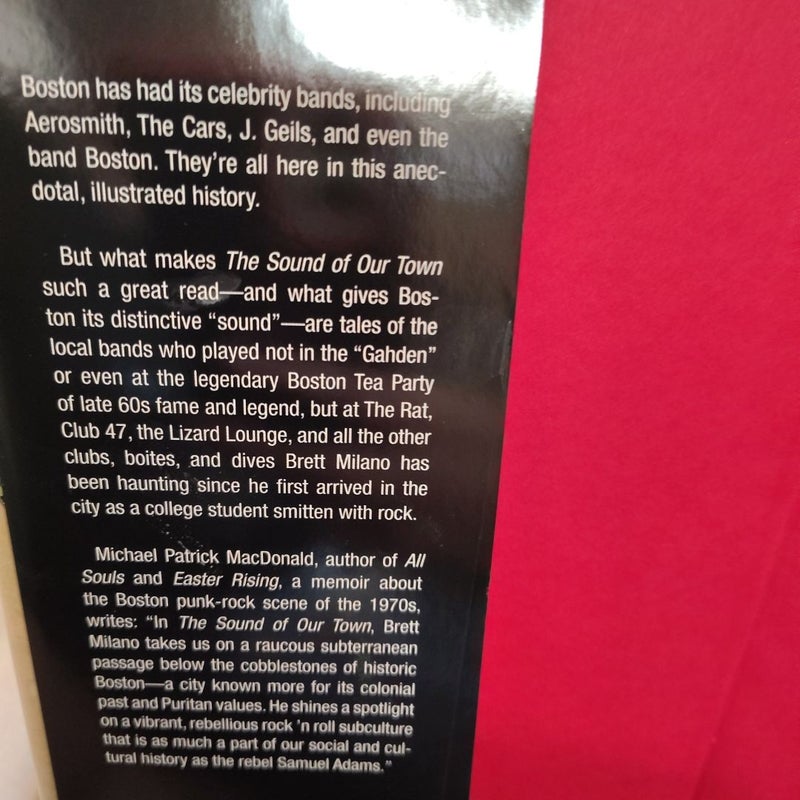 Boston has had its celebrity bands, including
Aerosmith, The Cars, J. Geils, and even the
band Boston. They're all here in this anec-
dotal, illustrated history.
But what makes The Sound of Our Town
such a great read—and what gives Bos-
ton its distinctive “sound”—are tales of the
local bands who played not in the “Gahden”
or even at the legendary Boston Tea Party
of late 60s fame and legend, but at The Rat,
Club 47, the Lizard Lounge, and all the other
clubs, boites, and dives Brett Milano has
been haunting since he first arrived in the
city as a college student smitten with rock.
Michael Patrick MacDonald, author of All
Souls and Easter Rising, a memoir about
the Boston punk-rock scene of the 1970s,
writes: “In The Sound of Our Town, Brett
Milano takes us on a raucous subterranean
passage below the cobblestones of historic
Boston—a city known more for its colonial
past and Puritan values. He shines a spotlight
on a vibrant, rebellious rock 'n roll subculture
that is as much a part of our social and cul-
tural history as the rebel Samuel Adams.”